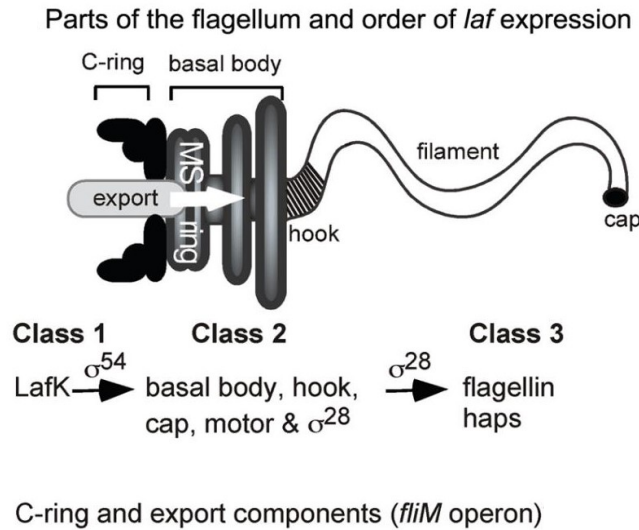 Parts of the flagellum and order of laf expression
C-ring basal body
MS ring
export
filament
hook
cap
Class 1 Class 2 Class 3
LafK σ54 basal body, hook, σ28 flagellin
cap, motor & σ28 haps
C-ring and export components (fliM operon)